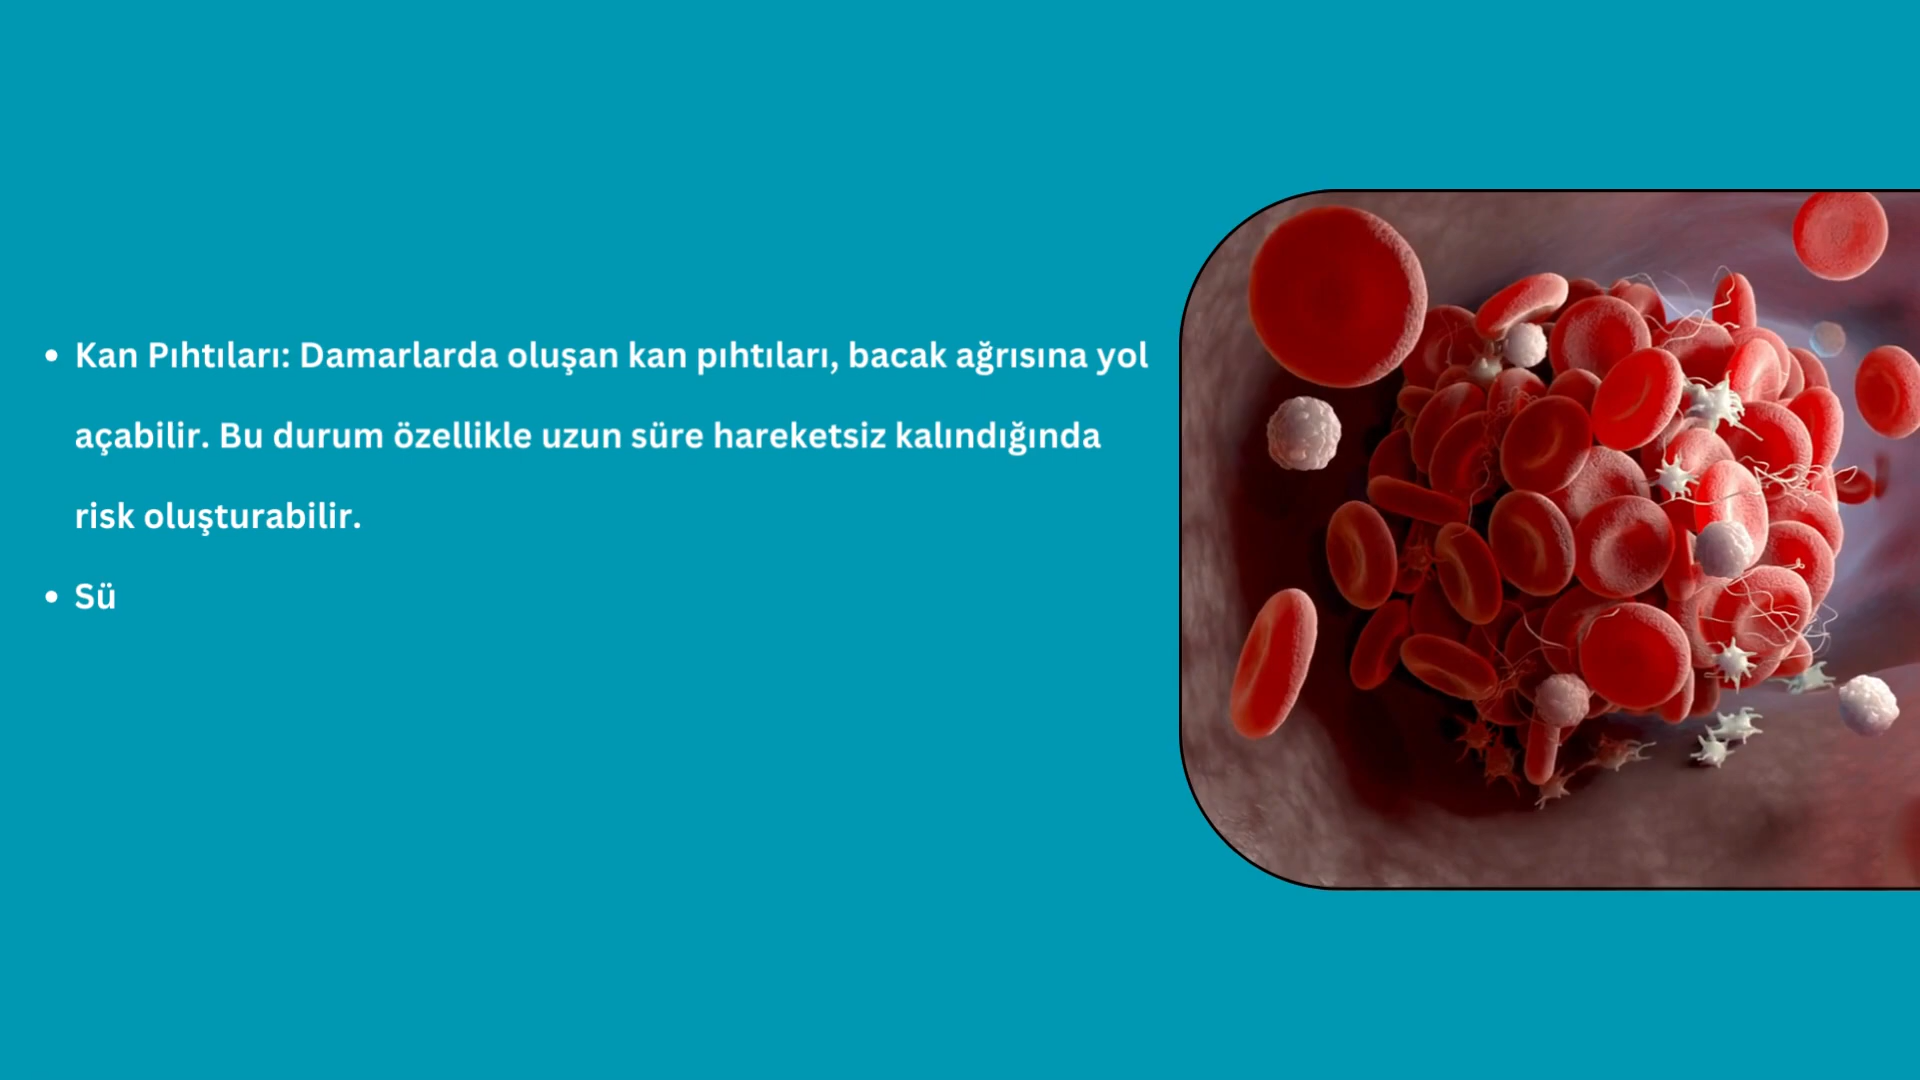 • Kan Pıhtıları: Damarlarda oluşan kan pıhtıları, bacak ağrısına yol
açabilir. Bu durum özellikle uzun süre hareketsiz kalındığında
risk oluşturabilir.
• Sü